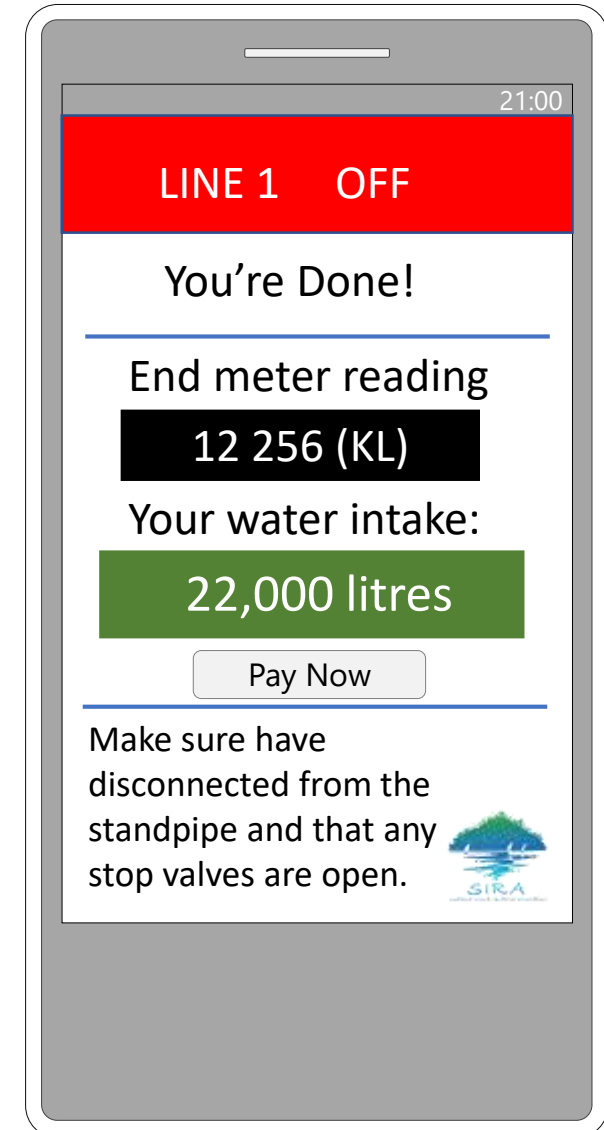 21:00
LINE 1 OFF
You’re Done!
End meter reading
12 256 (KL)
Your water intake:
22,000 litres
Pay Now
Make sure have
disconnected from the
standpipe and that any
stop valves are open.
SIRA